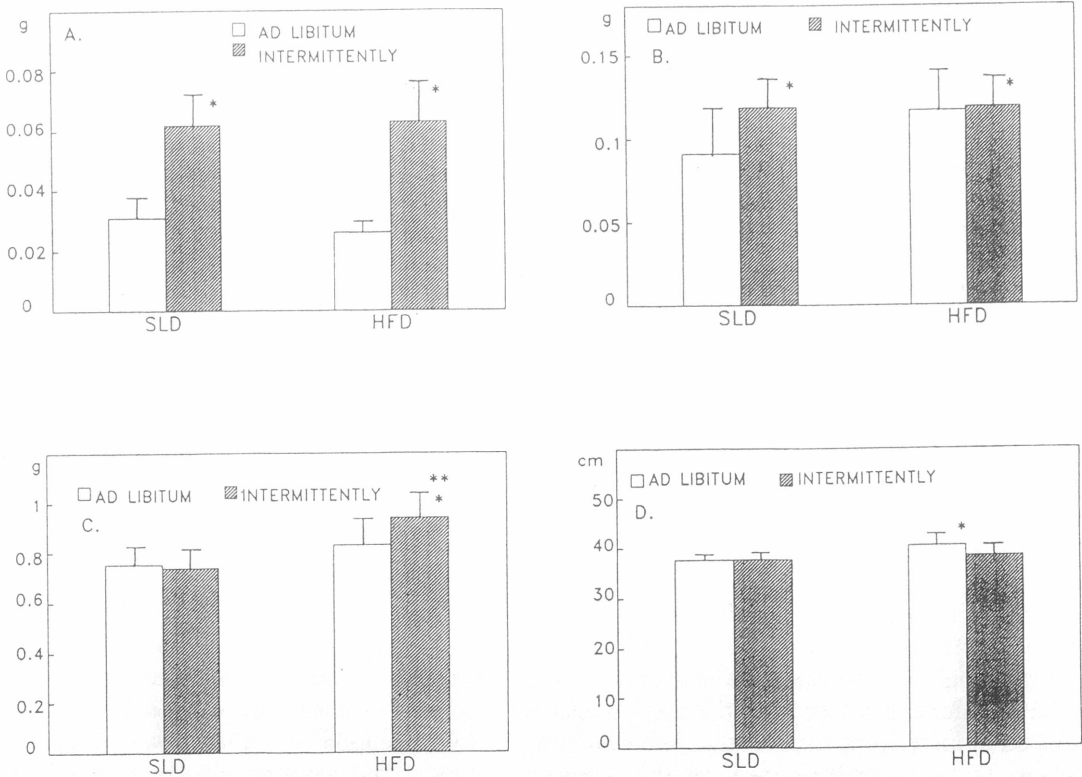 g
A.
AD LIBITUM
INTERMITTENTLY
0.08
*
*
0.06
0.04
0.02
0
SLD HFD
g
AD LIBITUM INTERMITTENTLY
0.15
B.
*
*
0.1
0.05
0
SLD HFD
g
AD LIBITUM INTERMITTENTLY
**
*
1
C.
0.8
0.6
0.4
0.2
0
SLD HFD
cm
AD LIBITUM INTERMITTENTLY
50
D.
*
40
30
20
10
0
SLD HFD